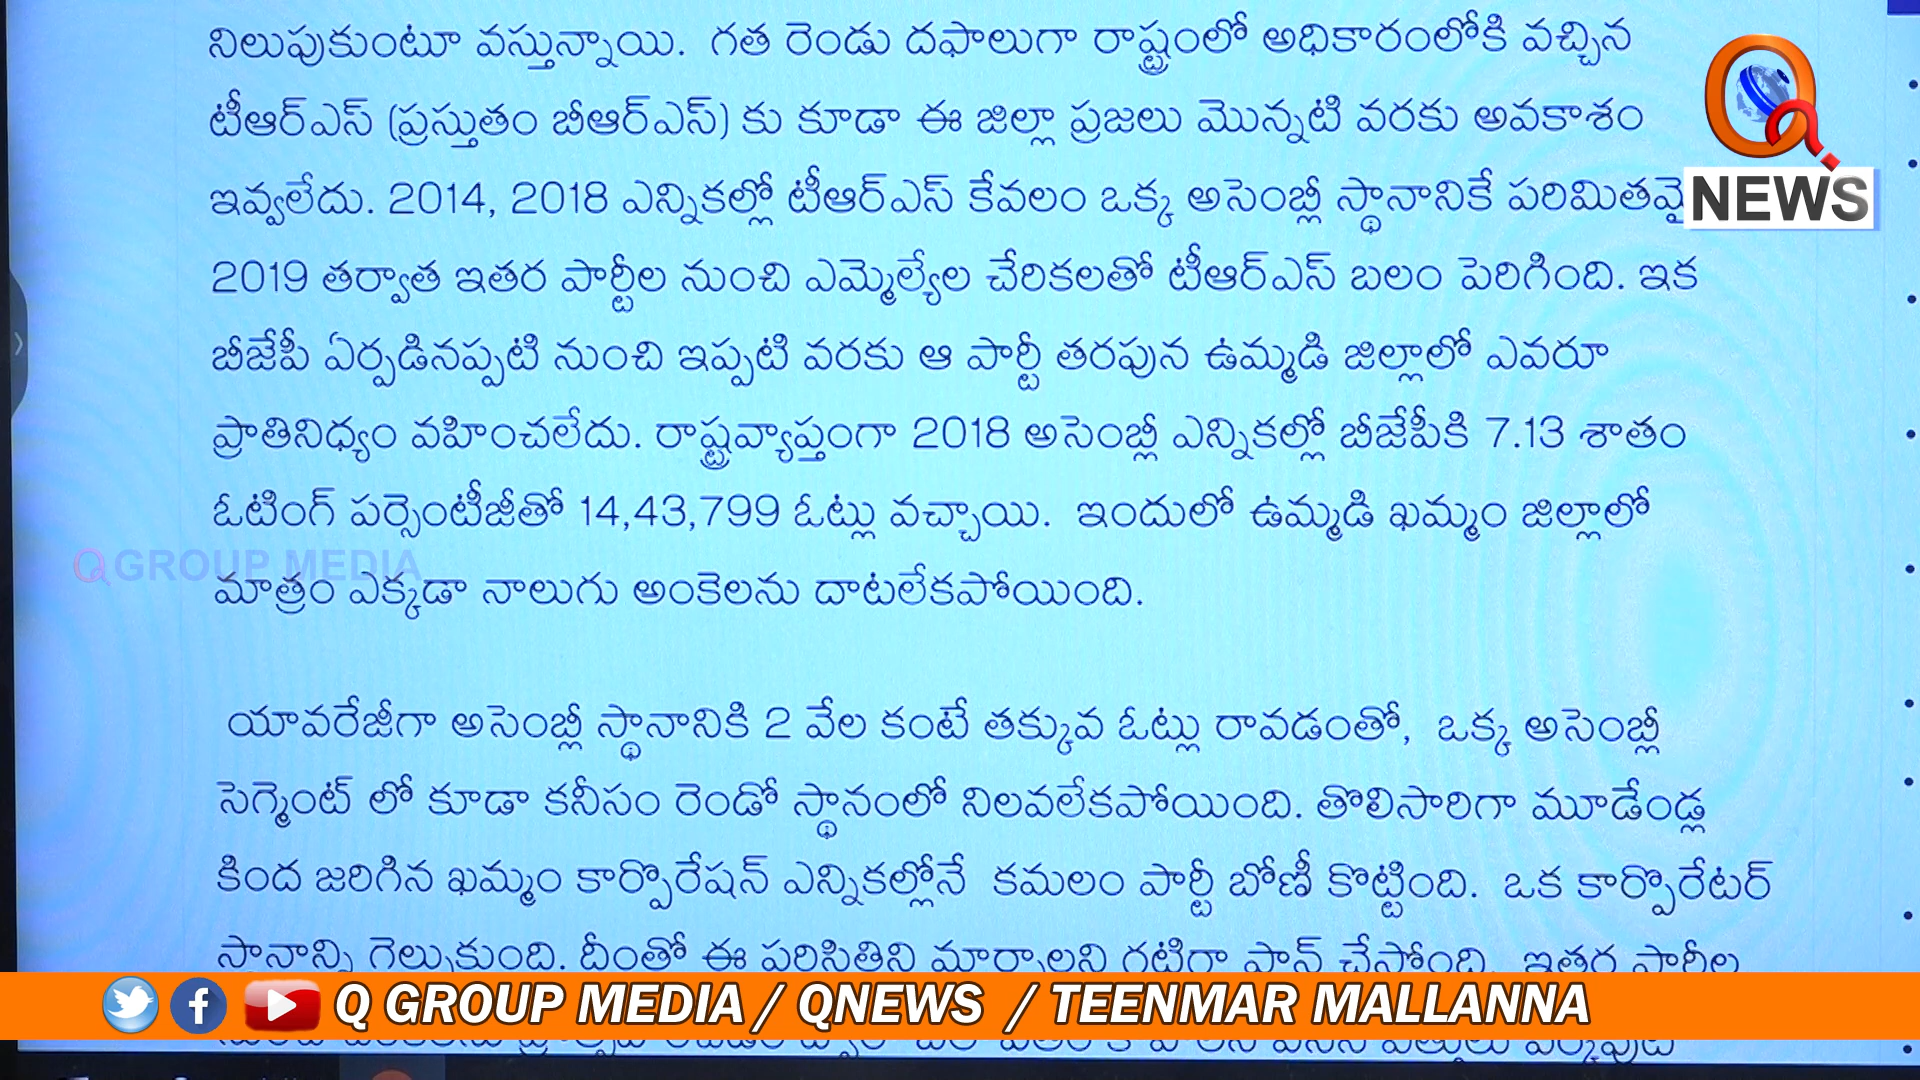 నిలుపుకుంటూ వస్తున్నాయి. గత రెండు దఫాలుగా రాష్ట్రంలో అధికారంలోకి వచ్చిన
టీఆర్ఎస్ (ప్రస్తుతం బీఆర్ఎస్) కు కూడా ఈ జిల్లా ప్రజలు మొన్నటి వరకు అవకాశం
ఇవ్వలేదు. 2014, 2018 ఎన్నికల్లో టీఆర్ఎస్ కేవలం ఒక్క అసెంబ్లీ స్థానానికే పరిమితమై
2019 తర్వాత ఇతర పార్టీల నుంచి ఎమ్మెల్యేల చేరికలతో టీఆర్ఎస్ బలం పెరిగింది. ఇక
బీజేపీ ఏర్పడినప్పటి నుంచి ఇప్పటి వరకు ఆ పార్టీ తరఫున ఉమ్మడి జిల్లాలో ఎవరూ
ప్రాతినిధ్యం వహించలేదు. రాష్ట్రవ్యాప్తంగా 2018 అసెంబ్లీ ఎన్నికల్లో బీజేపీకి 7.13 శాతం
ఓటింగ్ పర్సెంటీజీతో 14,43,799 ఓట్లు వచ్చాయి. ఇందులో ఉమ్మడి ఖమ్మం జిల్లాలో
మాత్రం ఎక్కడా నాలుగు అంకెలను దాటలేకపోయింది.
యావరేజీగా అసెంబ్లీ స్థానానికి 2 వేల కంటే తక్కువ ఓట్లు రావడంతో, ఒక్క అసెంబ్లీ
సెగ్మెంట్ లో కూడా కనీసం రెండో స్థానంలో నిలవలేకపోయింది. తొలిసారిగా మూడేండ్ల
కింద జరిగిన ఖమ్మం కార్పొరేషన్ ఎన్నికల్లోనే కమలం పార్టీ బోణీ కొట్టింది. ఒక కార్పొరేటర్
స్థానాన్ని గెల్చుకుంది. దీంతో ఈ పరిస్థితిని మార్చాలని గట్టిగా ప్లాన్ చేస్తోంది. ఇతర పార్టీల
Q NEWS
Q GROUP MEDIA
Q GROUP MEDIA / QNEWS / TEENMAR MALLANNA